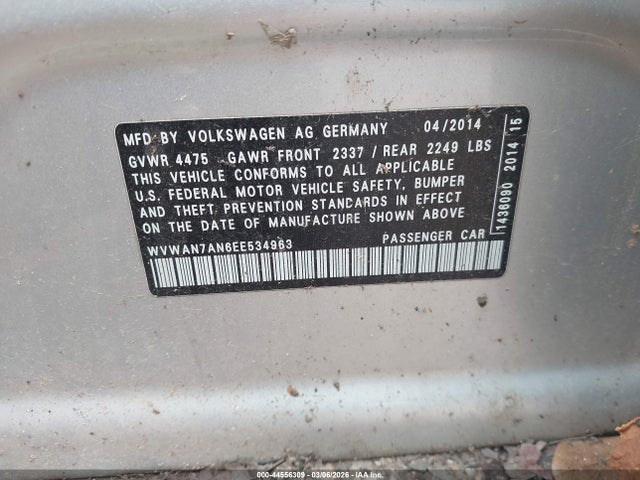 MFD BY VOLKSWAGEN AG GERMANY 04/2014
GVWR 4475 GAWR FRONT 2337 / REAR 2249 LBS
THIS VEHICLE CONFORMS TO ALL APPLICABLE
U.S. FEDERAL MOTOR VEHICLE SAFETY, BUMPER
AND THEFT PREVENTION STANDARDS IN EFFECT
ON THE DATE OF MANUFACTURE SHOWN ABOVE
WVWAN7AN6EE534963 PASSENGER CAR
1436090 2014 15
000-44556309 - 03/06/2026 - IAA Inc.